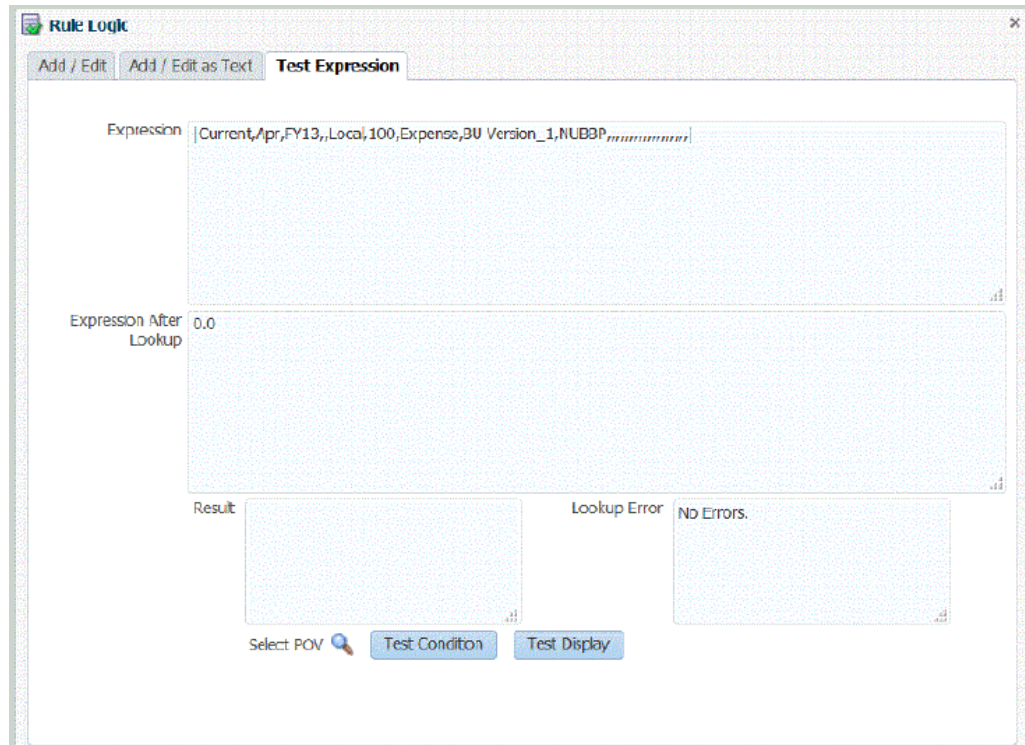 Rule Logic
Add / Edit Add / Edit as Text Test Expression
Expression |Current,Apr,FY13,,Local,100,Expense,BU Version_1,NUBBP,,,,,,,,,,,,,,,,,,,|
Expression After Lookup 0.0
Result Lookup Error No Errors.
Select POV Test Condition Test Display